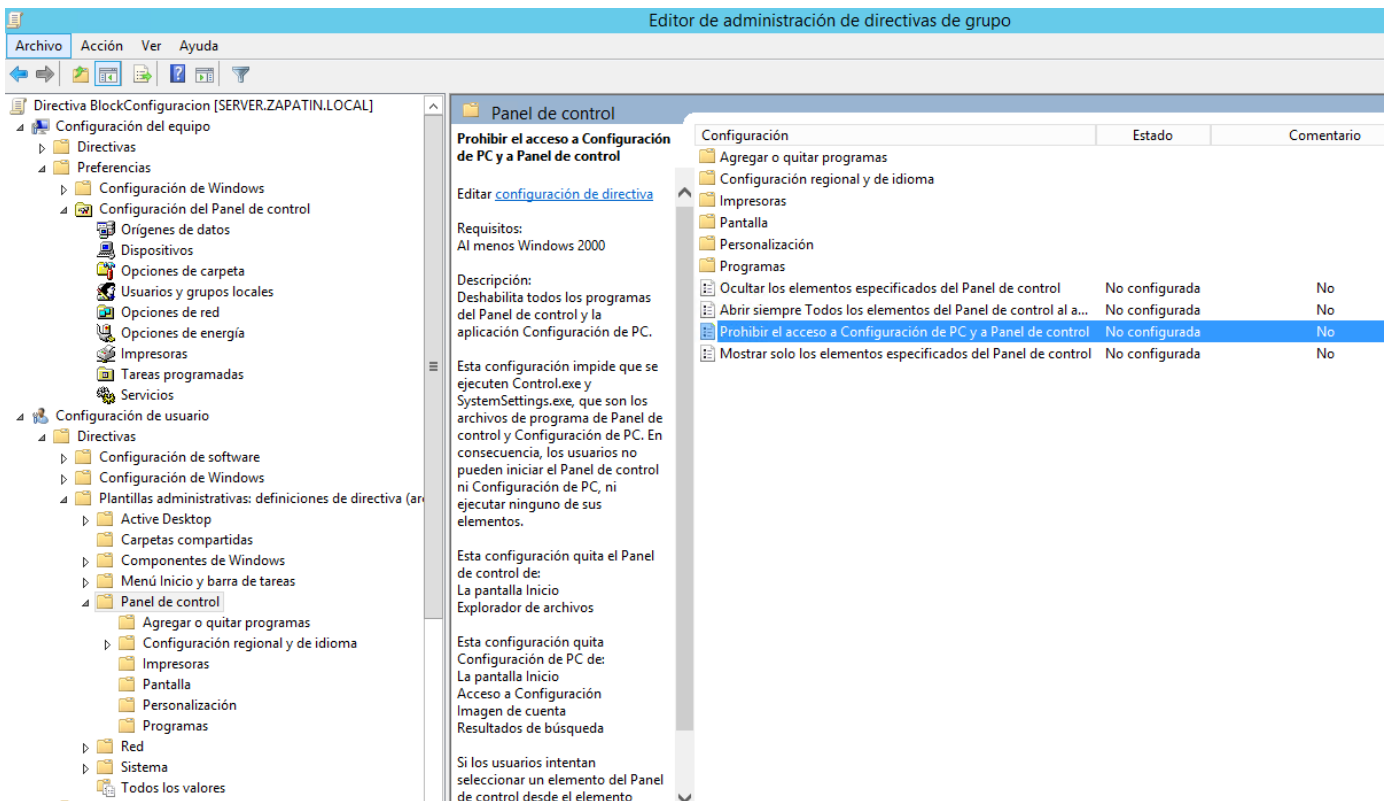 Editor de administración de directivas de grupo
Archivo Acción Ver Ayuda
Directiva BlockConfiguracion [SERVER.ZAPATIN.LOCAL]
Configuración del equipo
Directivas
Preferencias
Configuración de Windows
Configuración del Panel de control
Orígenes de datos
Dispositivos
Opciones de carpeta
Usuarios y grupos locales
Opciones de red
Opciones de energía
Impresoras
Tareas programadas
Servicios
Configuración de usuario
Directivas
Configuración de software
Configuración de Windows
Plantillas administrativas: definiciones de directiva (ar
Active Desktop
Carpetas compartidas
Componentes de Windows
Menú Inicio y barra de tareas
Panel de control
Agregar o quitar programas
Configuración regional y de idioma
Impresoras
Pantalla
Personalización
Programas
Red
Sistema
Todos los valores
Panel de control
Prohibir el acceso a Configuración
de PC y a Panel de control
Editar configuración de directiva
Requisitos:
Al menos Windows 2000
Descripción:
Deshabilita todos los programas
del Panel de control y la
aplicación Configuración de PC.
Esta configuración impide que se
ejecuten Control.exe y
SystemSettings.exe, que son los
archivos de programa de Panel de
control y Configuración de PC. En
consecuencia, los usuarios no
pueden iniciar el Panel de control
ni Configuración de PC, ni
ejecutar ninguno de sus
elementos.
Esta configuración quita el Panel
de control de:
La pantalla Inicio
Explorador de archivos
Esta configuración quita
Configuración de PC de:
La pantalla Inicio
Acceso a Configuración
Imagen de cuenta
Resultados de búsqueda
Si los usuarios intentan
seleccionar un elemento del Panel
de control desde el elemento
Configuración Estado Comentario
Agregar o quitar programas
Configuración regional y de idioma
Impresoras
Pantalla
Personalización
Programas
Ocultar los elementos especificados del Panel de control No configurada No
Abrir siempre Todos los elementos del Panel de control al a... No configurada No
Prohibir el acceso a Configuración de PC y a Panel de control No configurada No
Mostrar solo los elementos especificados del Panel de control No configurada No